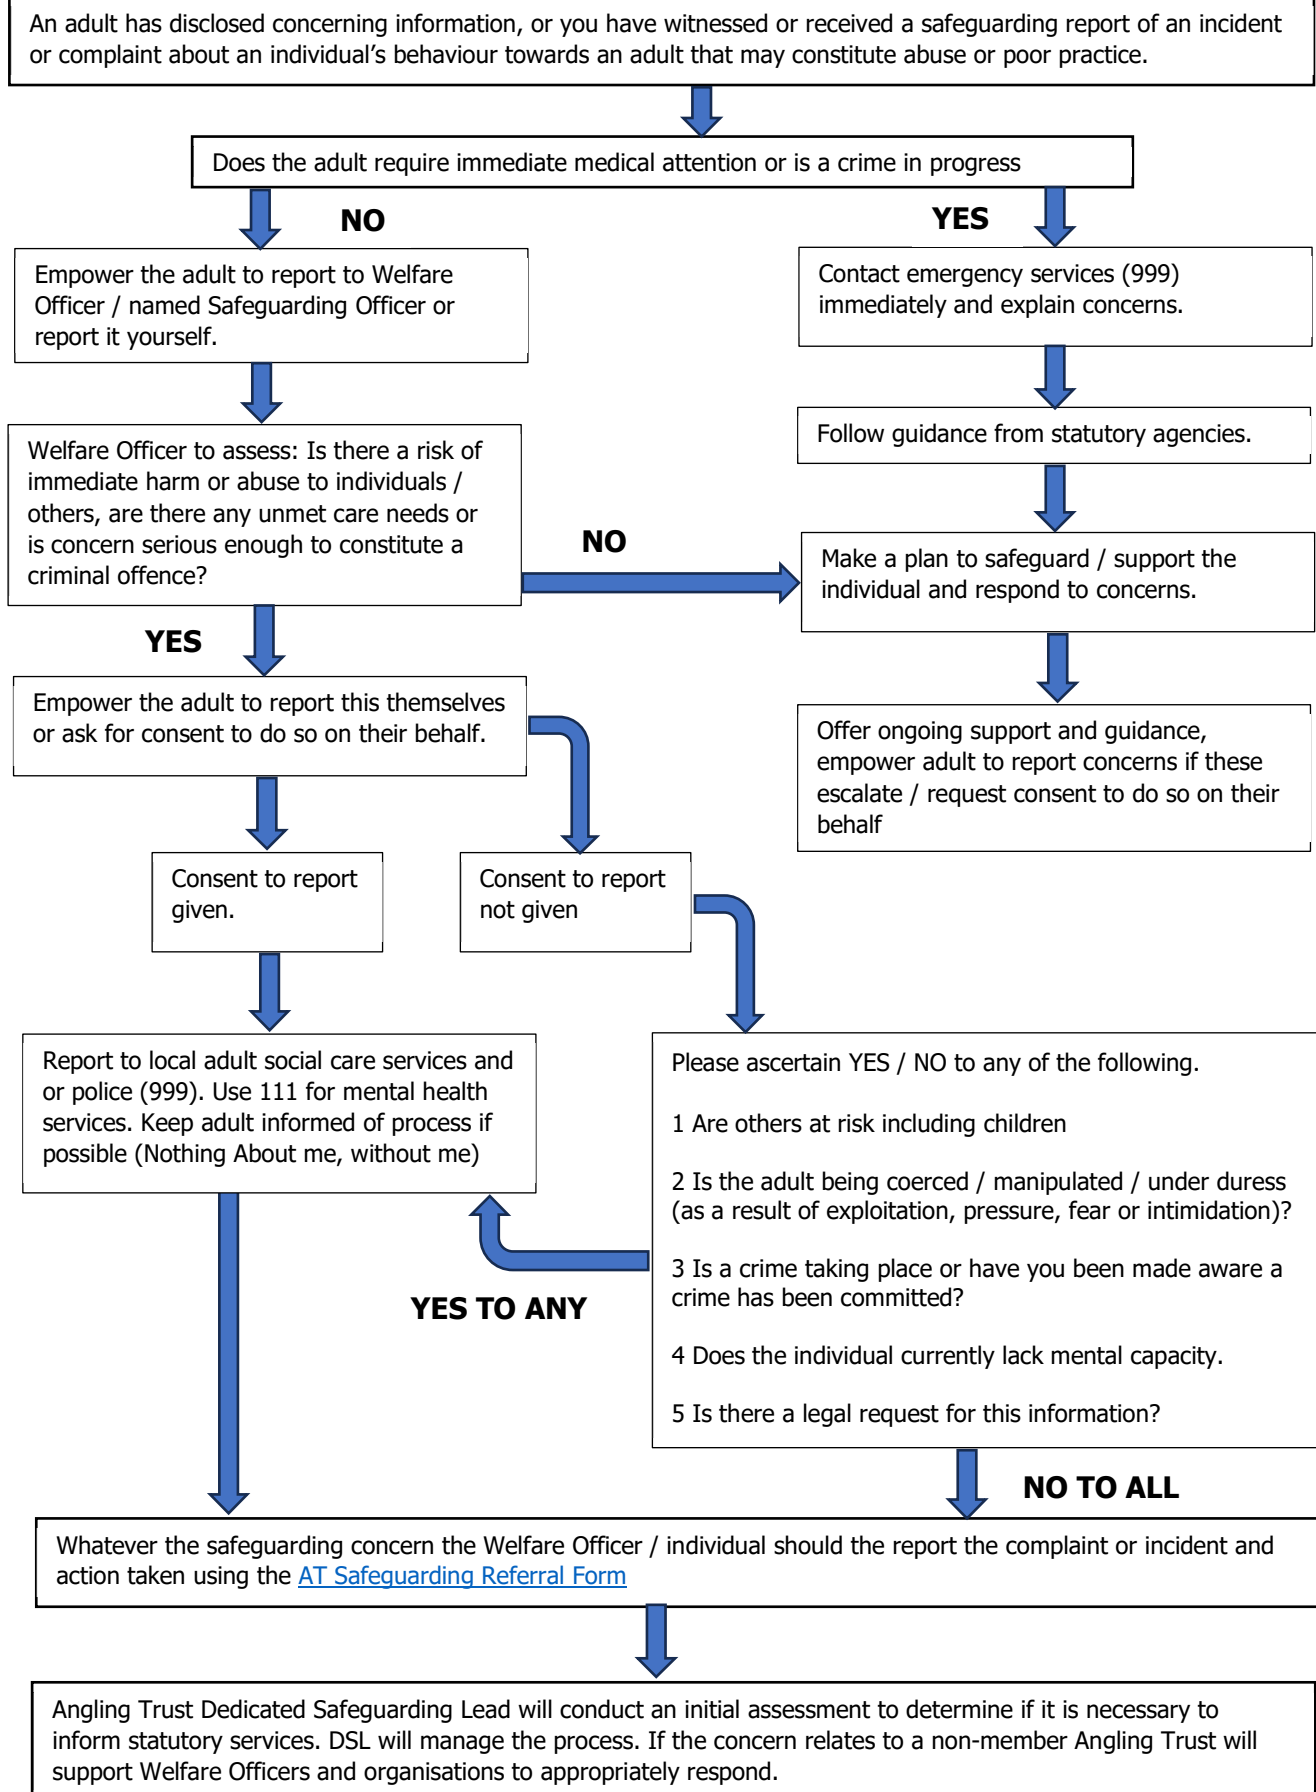 An adult has disclosed concerning information, or you have witnessed or received a safeguarding report of an incident
or complaint about an individual’s behaviour towards an adult that may constitute abuse or poor practice.
Does the adult require immediate medical attention or is a crime in progress
NO
YES
Empower the adult to report to Welfare
Officer / named Safeguarding Officer or
report it yourself.
Contact emergency services (999)
immediately and explain concerns.
Follow guidance from statutory agencies.
Welfare Officer to assess: Is there a risk of
immediate harm or abuse to individuals /
others, are there any unmet care needs or
is concern serious enough to constitute a
criminal offence?
NO
Make a plan to safeguard / support the
individual and respond to concerns.
YES
Empower the adult to report this themselves
or ask for consent to do so on their behalf.
Offer ongoing support and guidance,
empower adult to report concerns if these
escalate / request consent to do so on their
behalf
Consent to report
given.
Consent to report
not given
Report to local adult social care services and
or police (999). Use 111 for mental health
services. Keep adult informed of process if
possible (Nothing About me, without me)
Please ascertain YES / NO to any of the following.
1 Are others at risk including children
2 Is the adult being coerced / manipulated / under duress
(as a result of exploitation, pressure, fear or intimidation)?
3 Is a crime taking place or have you been made aware a
crime has been committed?
4 Does the individual currently lack mental capacity.
5 Is there a legal request for this information?
YES TO ANY
NO TO ALL
Whatever the safeguarding concern the Welfare Officer / individual should the report the complaint or incident and
action taken using the AT Safeguarding Referral Form
Angling Trust Dedicated Safeguarding Lead will conduct an initial assessment to determine if it is necessary to
inform statutory services. DSL will manage the process. If the concern relates to a non-member Angling Trust will
support Welfare Officers and organisations to appropriately respond.